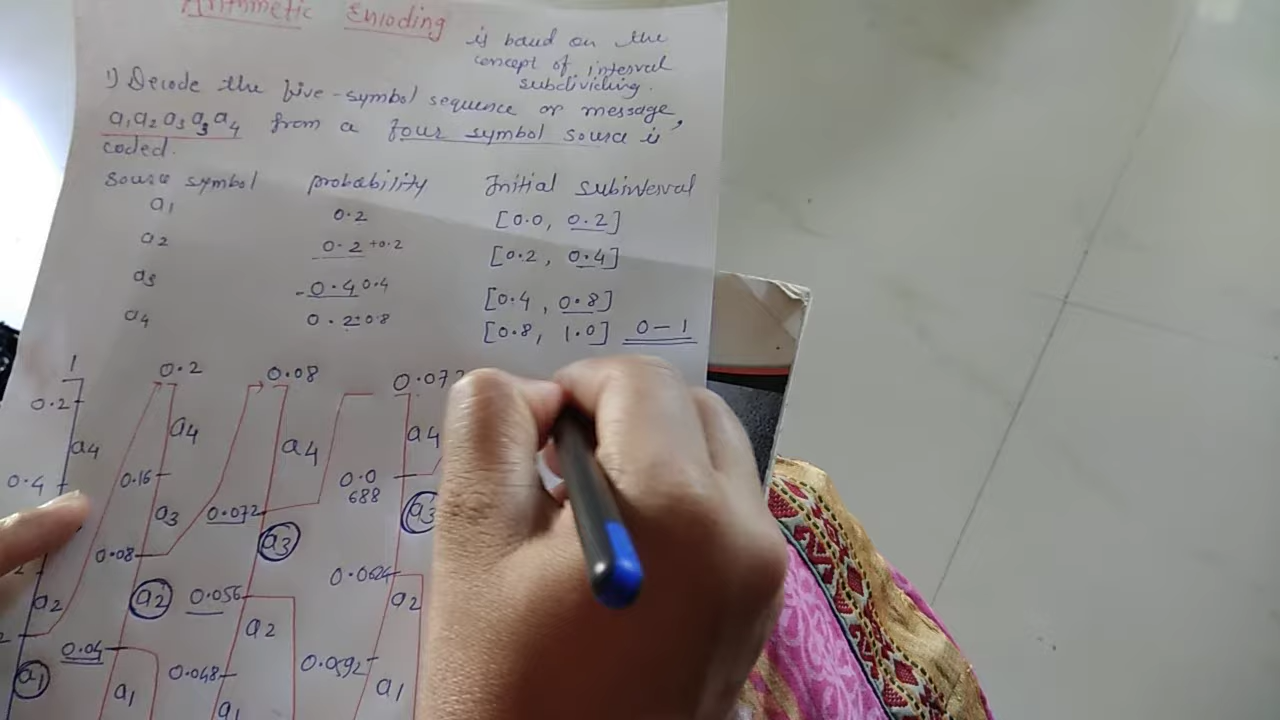 Arithmetic Encoding
is based on the
concept of interval
subdividing.
1) Decode the five-symbol sequence or message,
a1 a2 a3 a3 a4 from a four symbol source is
coded.
source symbol probability Initial subinterval
a1 0.2 [0.0, 0.2]
a2 0.2 +0.2 [0.2, 0.4]
a3 0.4 0.4 [0.4, 0.8]
a4 0.2+0.8 [0.8, 1.0] 0-1
1 0.2 0.08
0.2
a4 a4 a4 a4
0.4 0.16 0.0
688
a3 0.072 a3
0.08 a3
0.0624
a2 a2 0.056 a2
a2
0.04 0.048 0.0592
a1 a1 a1 a1